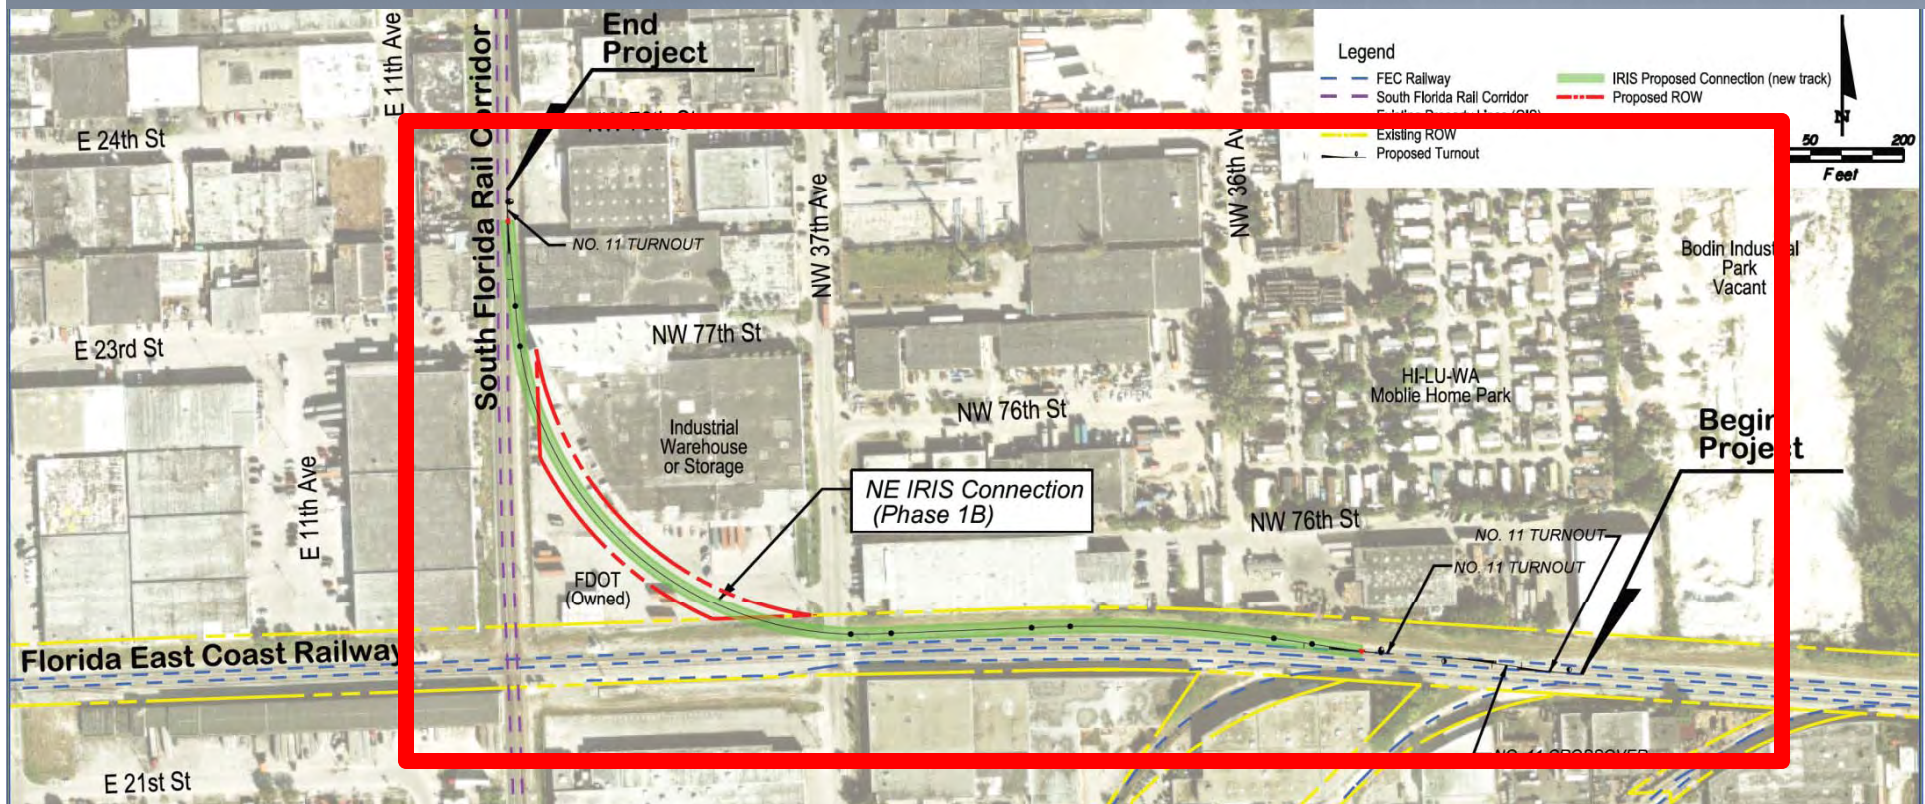 End
Project
E 11th Ave
South Florida Rail Corridor
E 24th St
Legend
FEC Railway
South Florida Rail Corridor
Existing ROW
Proposed Turnout
IRIS Proposed Connection (new track)
Proposed ROW
N
50
200
Feet
NO. 11 TURNOUT
NW 37th Ave
NW 36th Av
Bodin Industrial
Park
Vacant
E 23rd St
NW 77th St
HI-LU-WA
Moblie Home Park
NW 76th St
Industrial
Warehouse
or Storage
Begin
Project
NE IRIS Connection
(Phase 1B)
E 11th Ave
NW 76th St
NO. 11 TURNOUT
NO. 11 TURNOUT
FDOT
(Owned)
Florida East Coast Railway
NO. 11 CROSSOVER
E 21st St